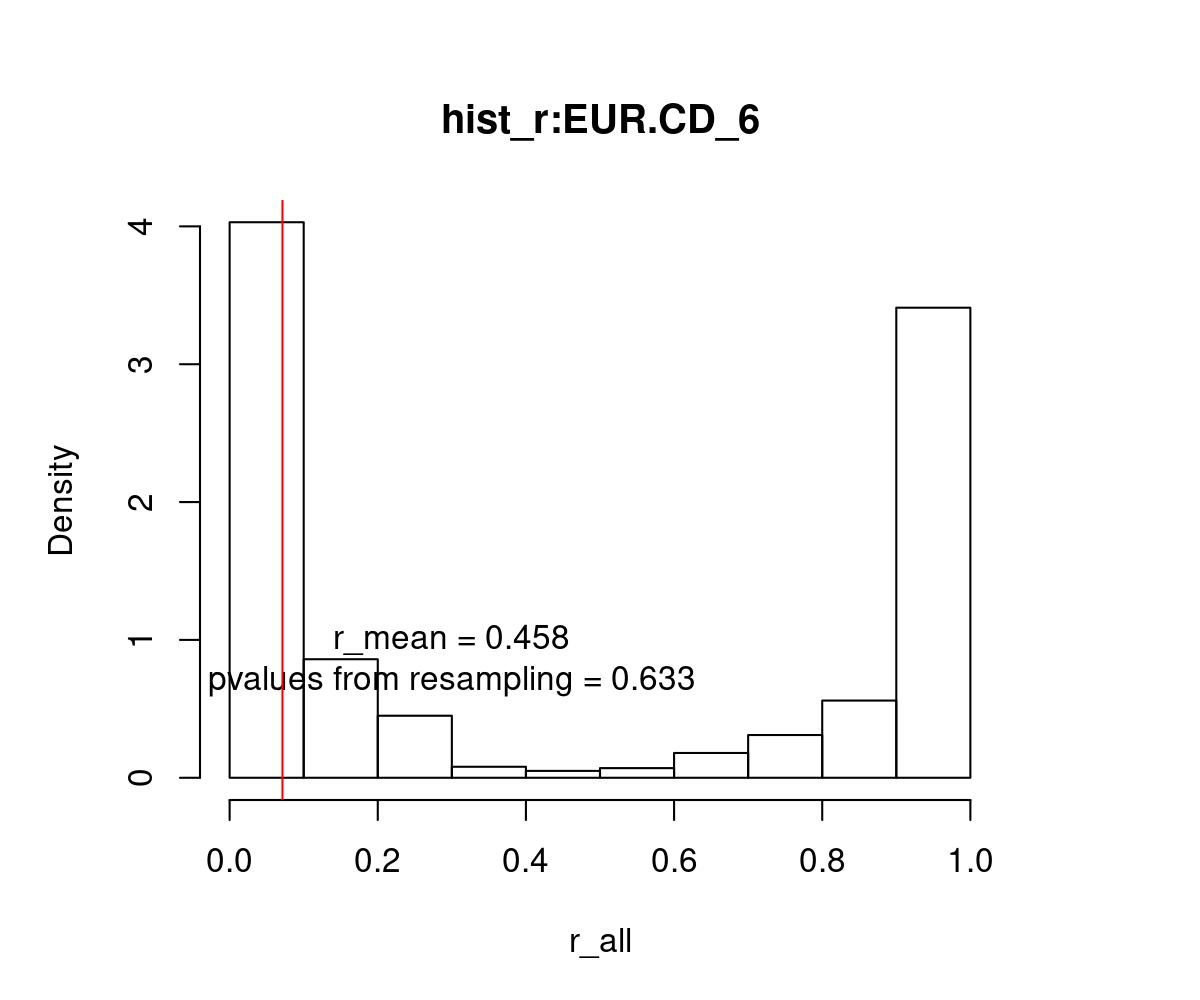 hist_r:EUR.CD_6
4
3
2
1
0
Density
r_mean = 0.458
pvalues from resampling = 0.633
0.0 0.2 0.4 0.6 0.8 1.0
r_all